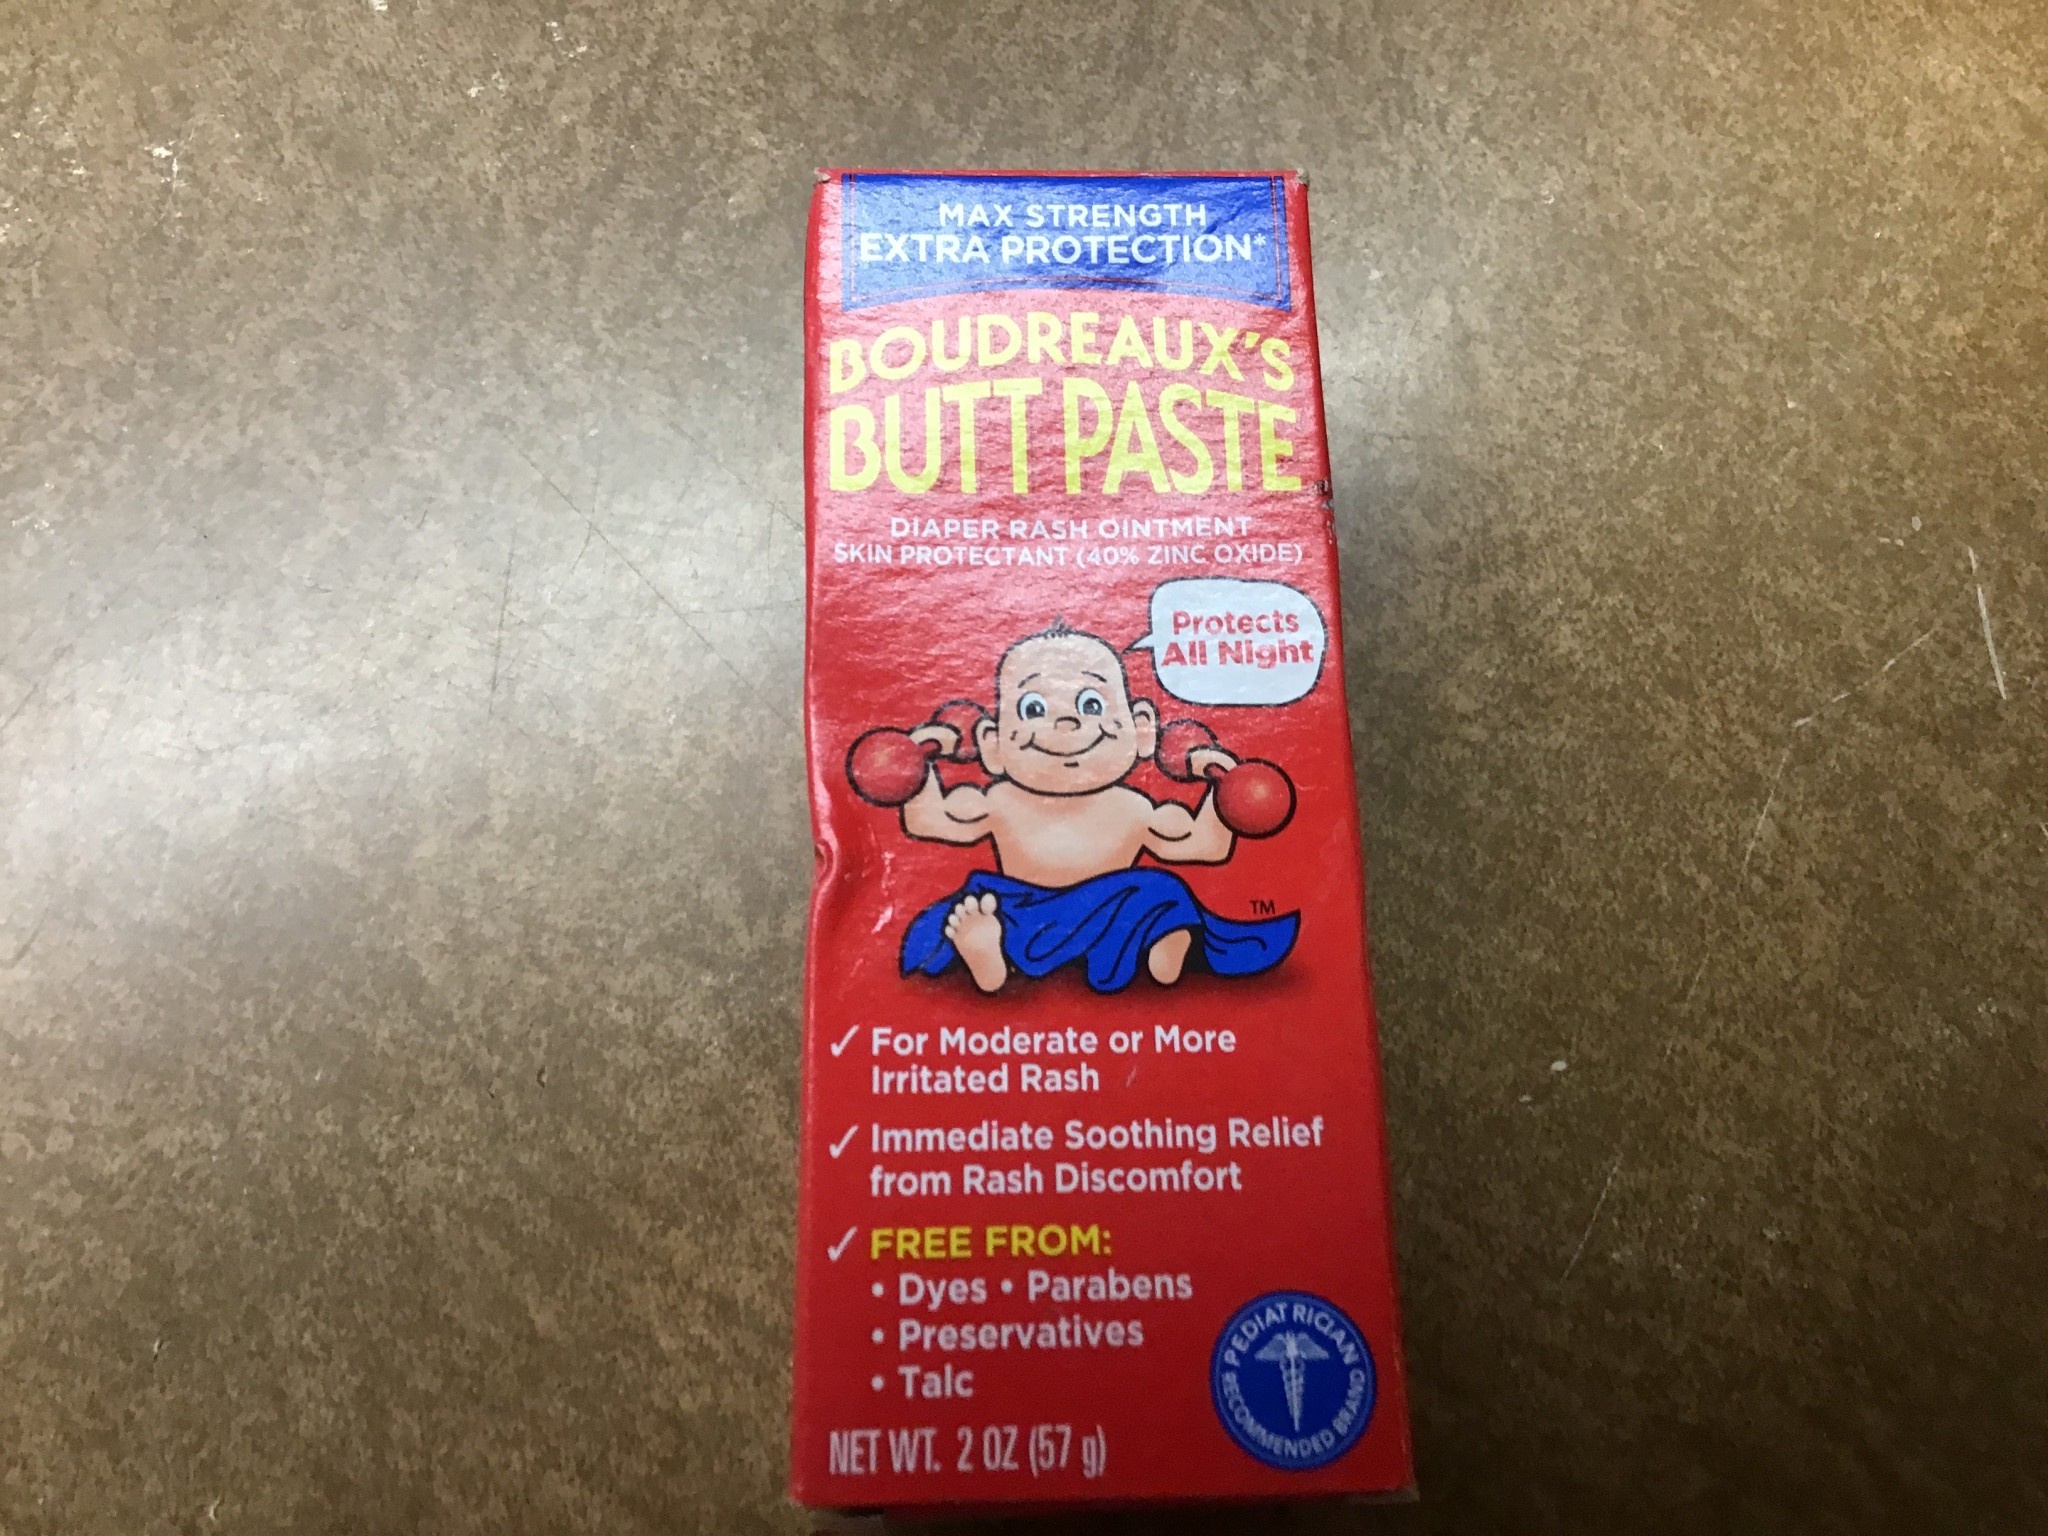 MAX STRENGTH
EXTRA PROTECTION*
BOUDREAUX'S
BUTT PASTE
DIAPER RASH OINTMENT
SKIN PROTECTANT (40% ZINC OXIDE)
Protects
All Night
TM
✓ For Moderate or More
Irritated Rash
✓ Immediate Soothing Relief
from Rash Discomfort
✓ FREE FROM:
• Dyes • Parabens
• Preservatives
• Talc
PEDIATRICIAN
RECOMMENDED BRAND
NET WT. 2 OZ (57 g)